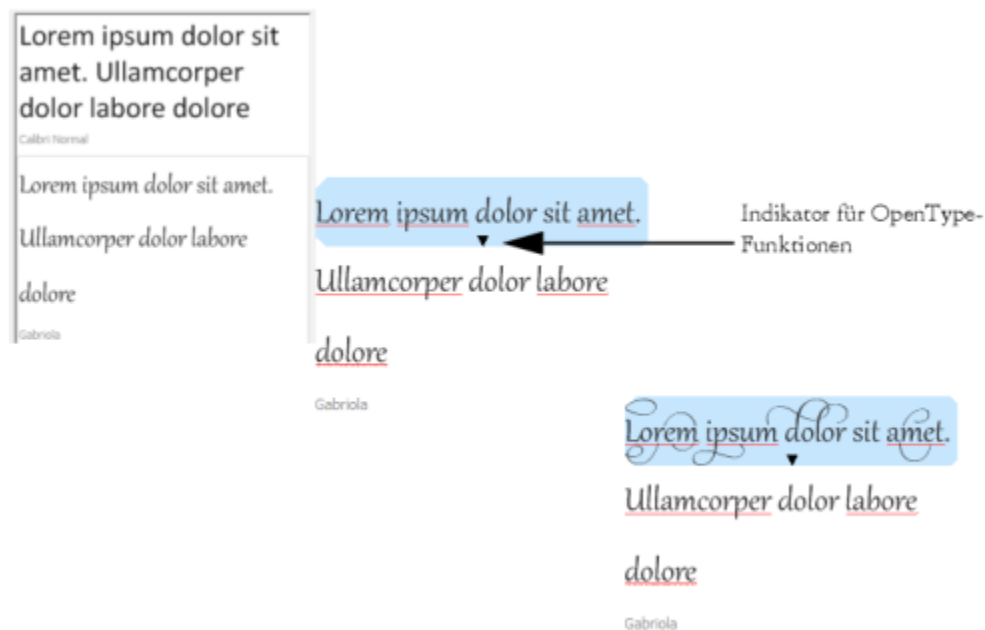 Lorem ipsum dolor sit
amet. Ullamcorper
dolor labore dolore
Calibri Normal
Lorem ipsum dolor sit amet.
Ullamcorper dolor labore
dolore
Gabriola
Lorem ipsum dolor sit amet.
Ullamcorper dolor labore
dolore
Gabriola
Indikator für OpenType-
Funktionen
Lorem ipsum dolor sit amet.
Ullamcorper dolor labore
dolore
Gabriola